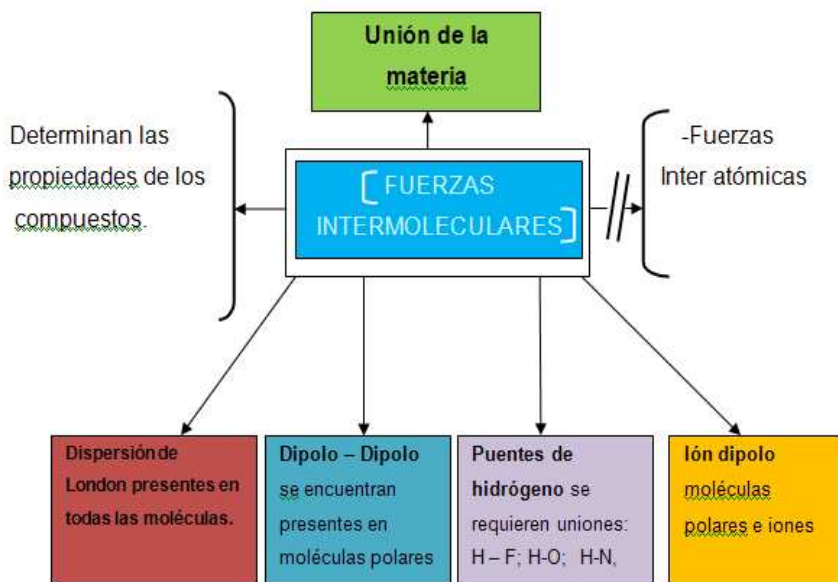 Unión de la
materia
Determinan las
propiedades de los
compuestos.
[FUERZAS
INTERMOLECULARES]
-Fuerzas
Inter atómicas
Dispersión de
London presentes en
todas las moléculas.
Dipolo – Dipolo
se encuentran
presentes en
moléculas polares
Puentes de
hidrógeno se
requieren uniones:
H – F; H-O; H-N,
Ión dipolo
moléculas
polares e iones